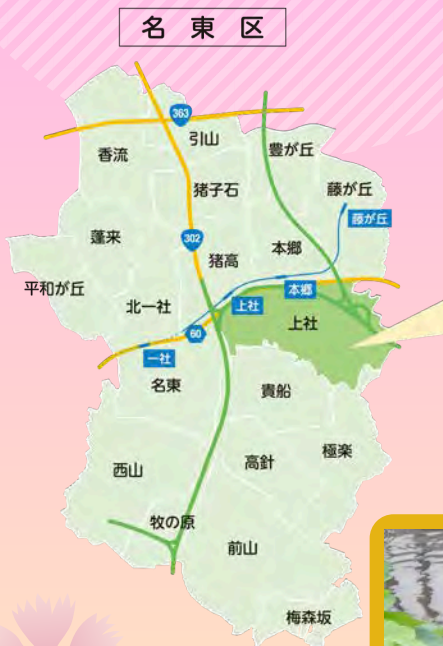 名東区
363
引山
香流
豊が丘
猪子石
藤が丘
藤が丘
蓬来
302
猪高
本郷
平和が丘
本郷
北一社
上社
上社
60
一社
名東
貴船
極楽
高針
西山
牧の原
前山
梅森坂